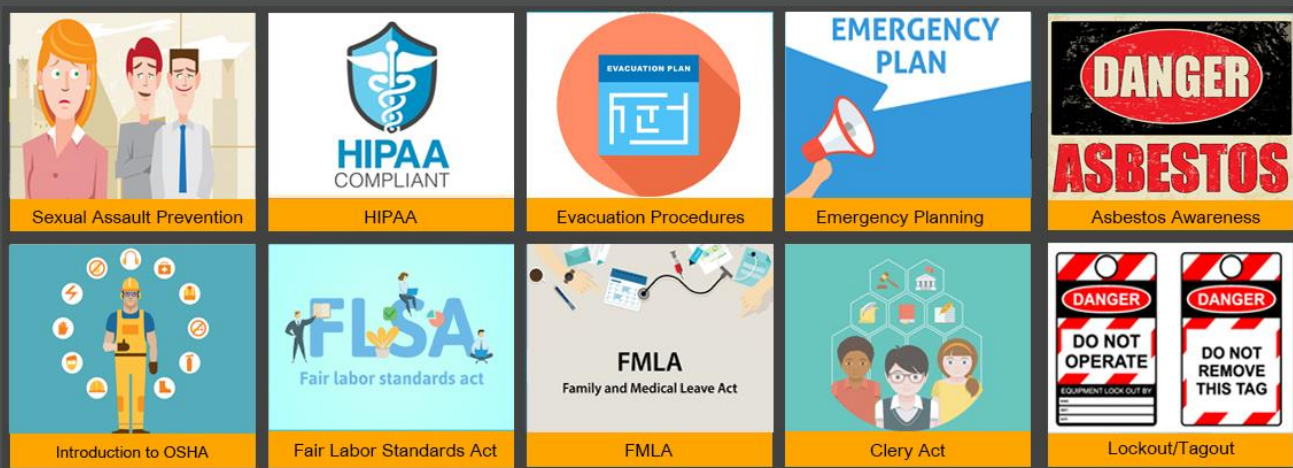 Sexual Assault Prevention
HIPAA
COMPLIANT
HIPAA
EVACUATION PLAN
Evacuation Procedures
EMERGENCY
PLAN
Emergency Planning
DANGER
ASBESTOS
Asbestos Awareness
Introduction to OSHA
FLSA
Fair labor standards act
Fair Labor Standards Act
FMLA
Family and Medical Leave Act
FMLA
Clery Act
DANGER
DO NOT
OPERATE
EQUIPMENT LOCK OUT BY
DANGER
DO NOT
REMOVE
THIS TAG
Lockout/Tagout